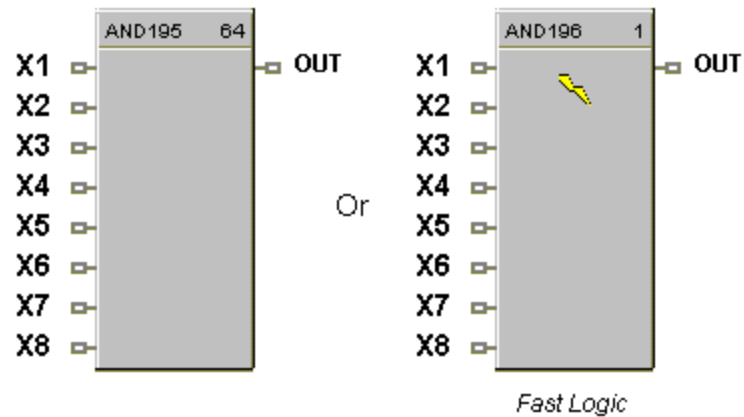 AND195 64
X1
X2
X3
X4
X5
X6
X7
X8
OUT
Or
AND196 1
X1
X2
X3
X4
X5
X6
X7
X8
OUT
Fast Logic